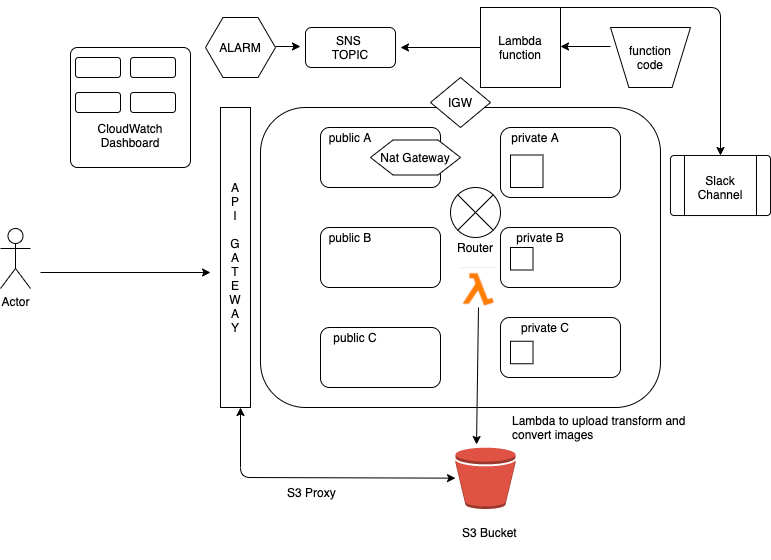 ALARM
SNS
TOPIC
Lambda
function
function
code
CloudWatch
Dashboard
IGW
public A
Nat Gateway
private A
Slack
Channel
A
P
I
G
A
T
E
W
A
Y
public B
Router
private B
Actor
λ
public C
private C
Lambda to upload transform and
convert images
S3 Proxy
S3 Bucket